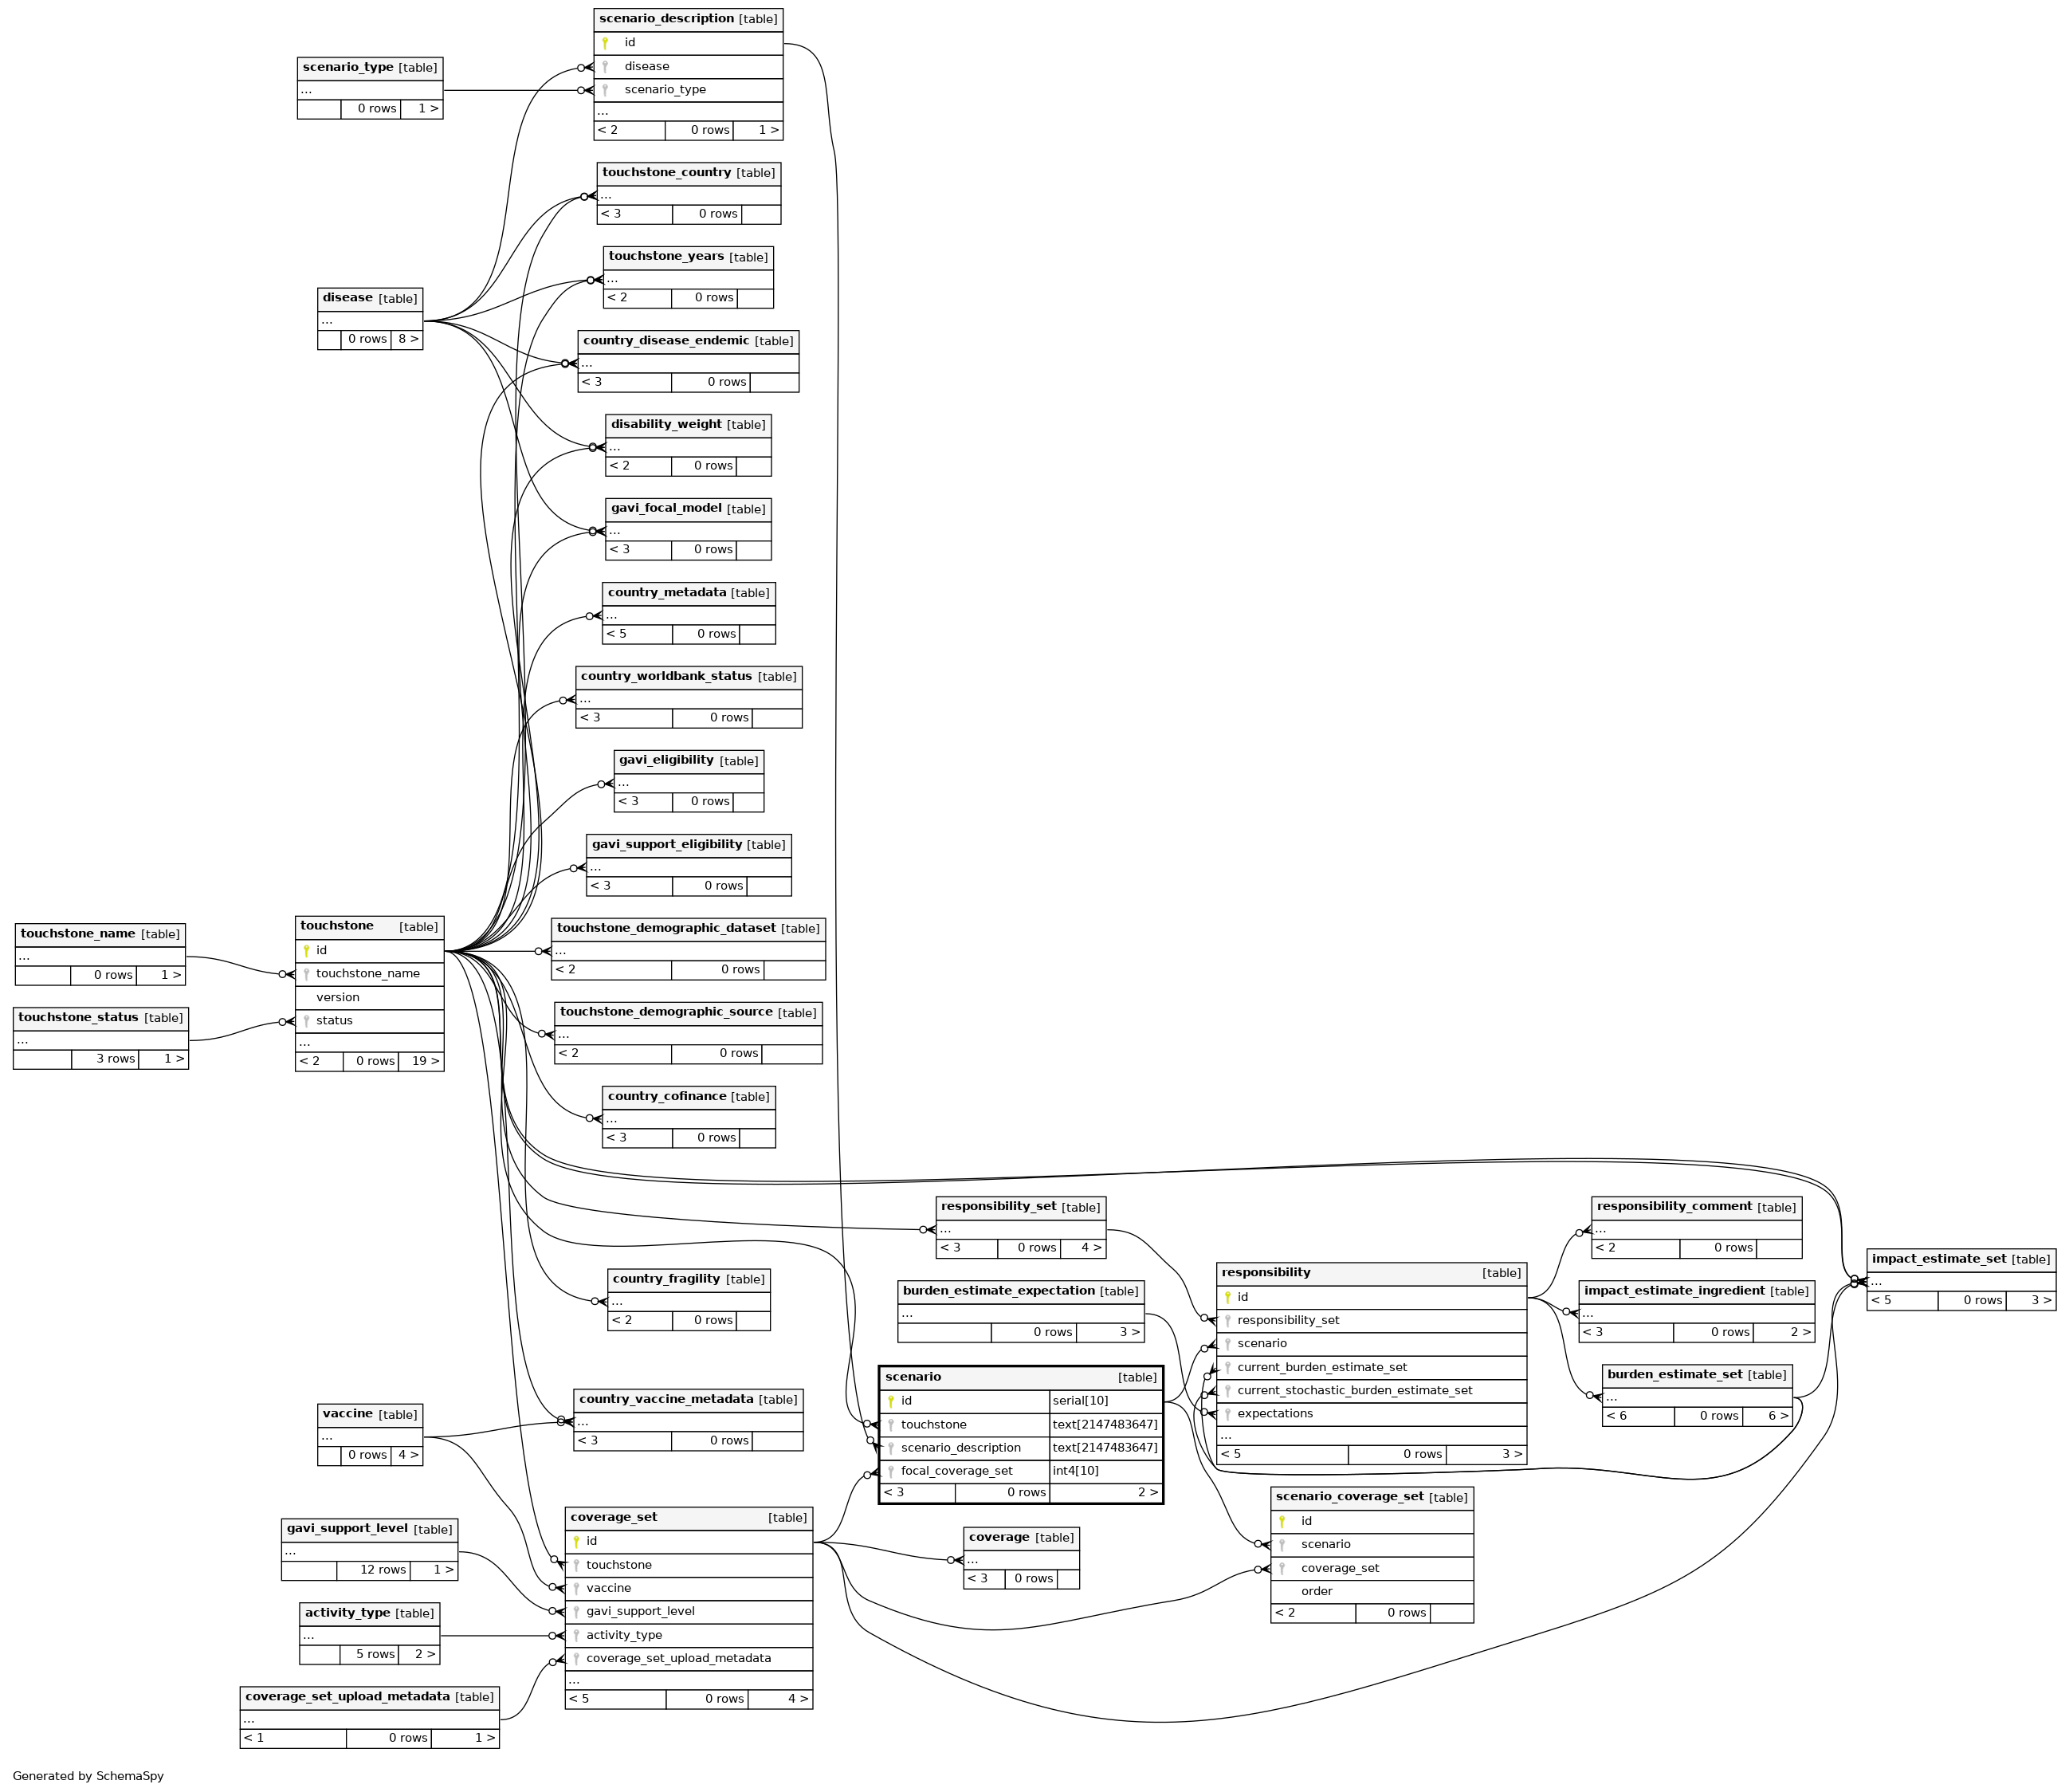 scenario_description [table]
id
disease
scenario_type
...
< 2 0 rows 1 >
scenario_type [table]
...
0 rows 1 >
touchstone_country [table]
...
< 3 0 rows
touchstone_years [table]
...
< 2 0 rows
disease [table]
...
0 rows 8 >
country_disease_endemic [table]
...
< 3 0 rows
disability_weight [table]
...
< 2 0 rows
gavi_focal_model [table]
...
< 3 0 rows
country_metadata [table]
...
< 5 0 rows
country_worldbank_status [table]
...
< 3 0 rows
gavi_eligibility [table]
...
< 3 0 rows
gavi_support_eligibility [table]
...
< 3 0 rows
touchstone_name [table]
...
0 rows 1 >
touchstone_status [table]
...
3 rows 1 >
touchstone [table]
id
touchstone_name
version
status
...
< 2 0 rows 19 >
touchstone_demographic_dataset [table]
...
< 2 0 rows
touchstone_demographic_source [table]
...
< 2 0 rows
country_cofinance [table]
...
< 3 0 rows
responsibility_set [table]
...
< 3 0 rows 4 >
burden_estimate_expectation [table]
...
0 rows 3 >
responsibility [table]
id
responsibility_set
scenario
current_burden_estimate_set
current_stochastic_burden_estimate_set
expectations
...
< 5 0 rows 3 >
responsibility_comment [table]
...
< 2 0 rows
impact_estimate_ingredient [table]
...
< 3 0 rows 2 >
burden_estimate_set [table]
...
< 6 0 rows 6 >
impact_estimate_set [table]
...
< 5 0 rows 3 >
country_fragility [table]
...
< 2 0 rows
scenario [table]
id serial[10]
touchstone text[2147483647]
scenario_description text[2147483647]
focal_coverage_set int4[10]
< 3 0 rows 2 >
country_vaccine_metadata [table]
...
< 3 0 rows
vaccine [table]
...
0 rows 4 >
gavi_support_level [table]
...
12 rows 1 >
activity_type [table]
...
5 rows 2 >
coverage_set_upload_metadata [table]
...
< 1 0 rows 1 >
coverage_set [table]
id
touchstone
vaccine
gavi_support_level
activity_type
coverage_set_upload_metadata
...
< 5 0 rows 4 >
coverage [table]
...
< 3 0 rows
scenario_coverage_set [table]
id
scenario
coverage_set
order
< 2 0 rows
Generated by SchemaSpy